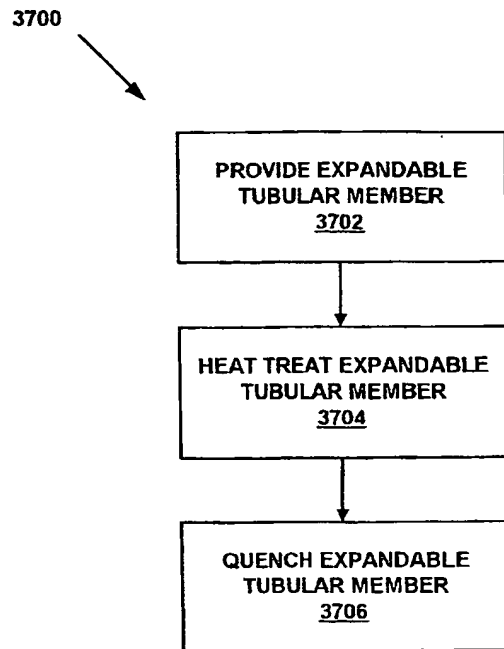 3700
PROVIDE EXPANDABLE
TUBULAR MEMBER
3702
HEAT TREAT EXPANDABLE
TUBULAR MEMBER
3704
QUENCH EXPANDABLE
TUBULAR MEMBER
3706